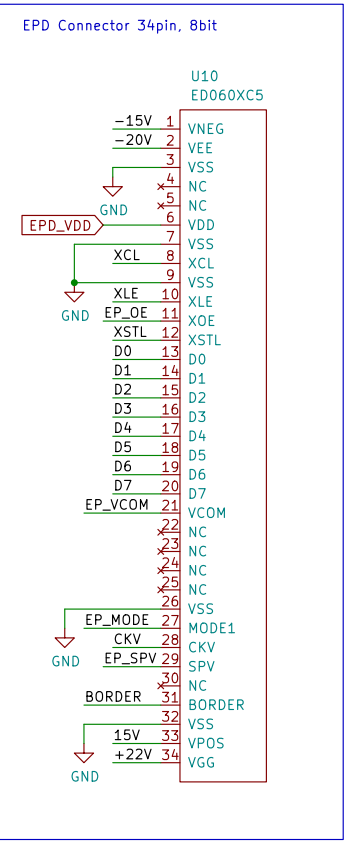 EPD Connector 34pin, 8bit
U10
ED060XC5
-15V 1 VNEG
-20V 2 VEE
3 VSS
4 NC
GND
5 NC
EPD_VDD 6 VDD
7 VSS
XCL 8 XCL
9 VSS
XLE 10 XLE
GND
EP_OE 11 XOE
XSTL 12 XSTL
D0 13 D0
D1 14 D1
D2 15 D2
D3 16 D3
D4 17 D4
D5 18 D5
D6 19 D6
D7 20 D7
EP_VCOM 21 VCOM
22 NC
23 NC
24 NC
25 NC
26 VSS
EP_MODE 27 MODE1
CKV 28 CKV
GND
EP_SPV 29 SPV
30 NC
BORDER 31 BORDER
32 VSS
15V 33 VPOS
+22V 34 VGG
GND